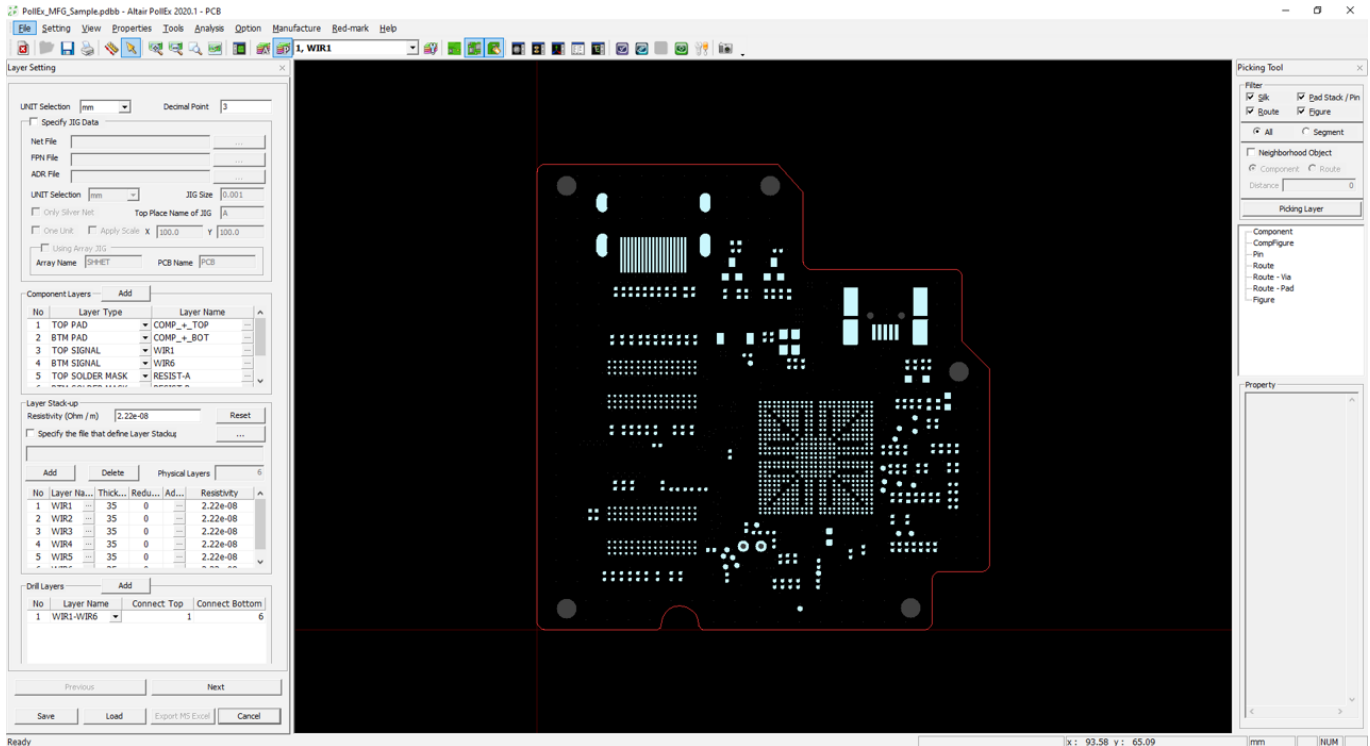 PollEx_MFG_Sample.pdbb - Altair PollEx 2020.1 - PCB
File Setting View Properties Tools Analysis Option Manufacture Red-mark Help
1, WIR1
Layer Setting
UNIT Selection mm Decimal Point 3
Specify JIG Data
Net File ...
FPN File ...
ADR File ...
UNIT Selection mm JIG Size 0.001
Only Silver Net Top Place Name of JIG A
One Unit Apply Scale X 100.0 Y 100.0
Using Array JIG
Array Name SHHET PCB Name PCB
Component Layers Add
No Layer Type Layer Name
1 TOP PAD COMP_+_TOP ...
2 BTM PAD COMP_+_BOT ...
3 TOP SIGNAL WIR1 ...
4 BTM SIGNAL WIR6 ...
5 TOP SOLDER MASK RESIST-A ...
Layer Stack-up
Resistivity (Ohm / m) 2.22e-08 Reset
Specify the file that define Layer Stackup ...
Add Delete Physical Layers 6
No Layer Na... Thick... Redu... Ad... Resistivity
1 WIR1 ... 35 0 ... 2.22e-08
2 WIR2 ... 35 0 ... 2.22e-08
3 WIR3 ... 35 0 ... 2.22e-08
4 WIR4 ... 35 0 ... 2.22e-08
5 WIR5 ... 35 0 ... 2.22e-08
Drill Layers Add
No Layer Name Connect Top Connect Bottom
1 WIR1-WIR6 1 6
Previous Next
Save Load Export MS Excel Cancel
Picking Tool
Filter
Silk Pad Stack / Pin
Route Figure
All Segment
Neighborhood Object
Component Route
Distance 0
Picking Layer
Component
CompFigure
Pin
Route
Route - Via
Route - Pad
Figure
Property
Ready x : 93.58 y : 65.09 mm NUM